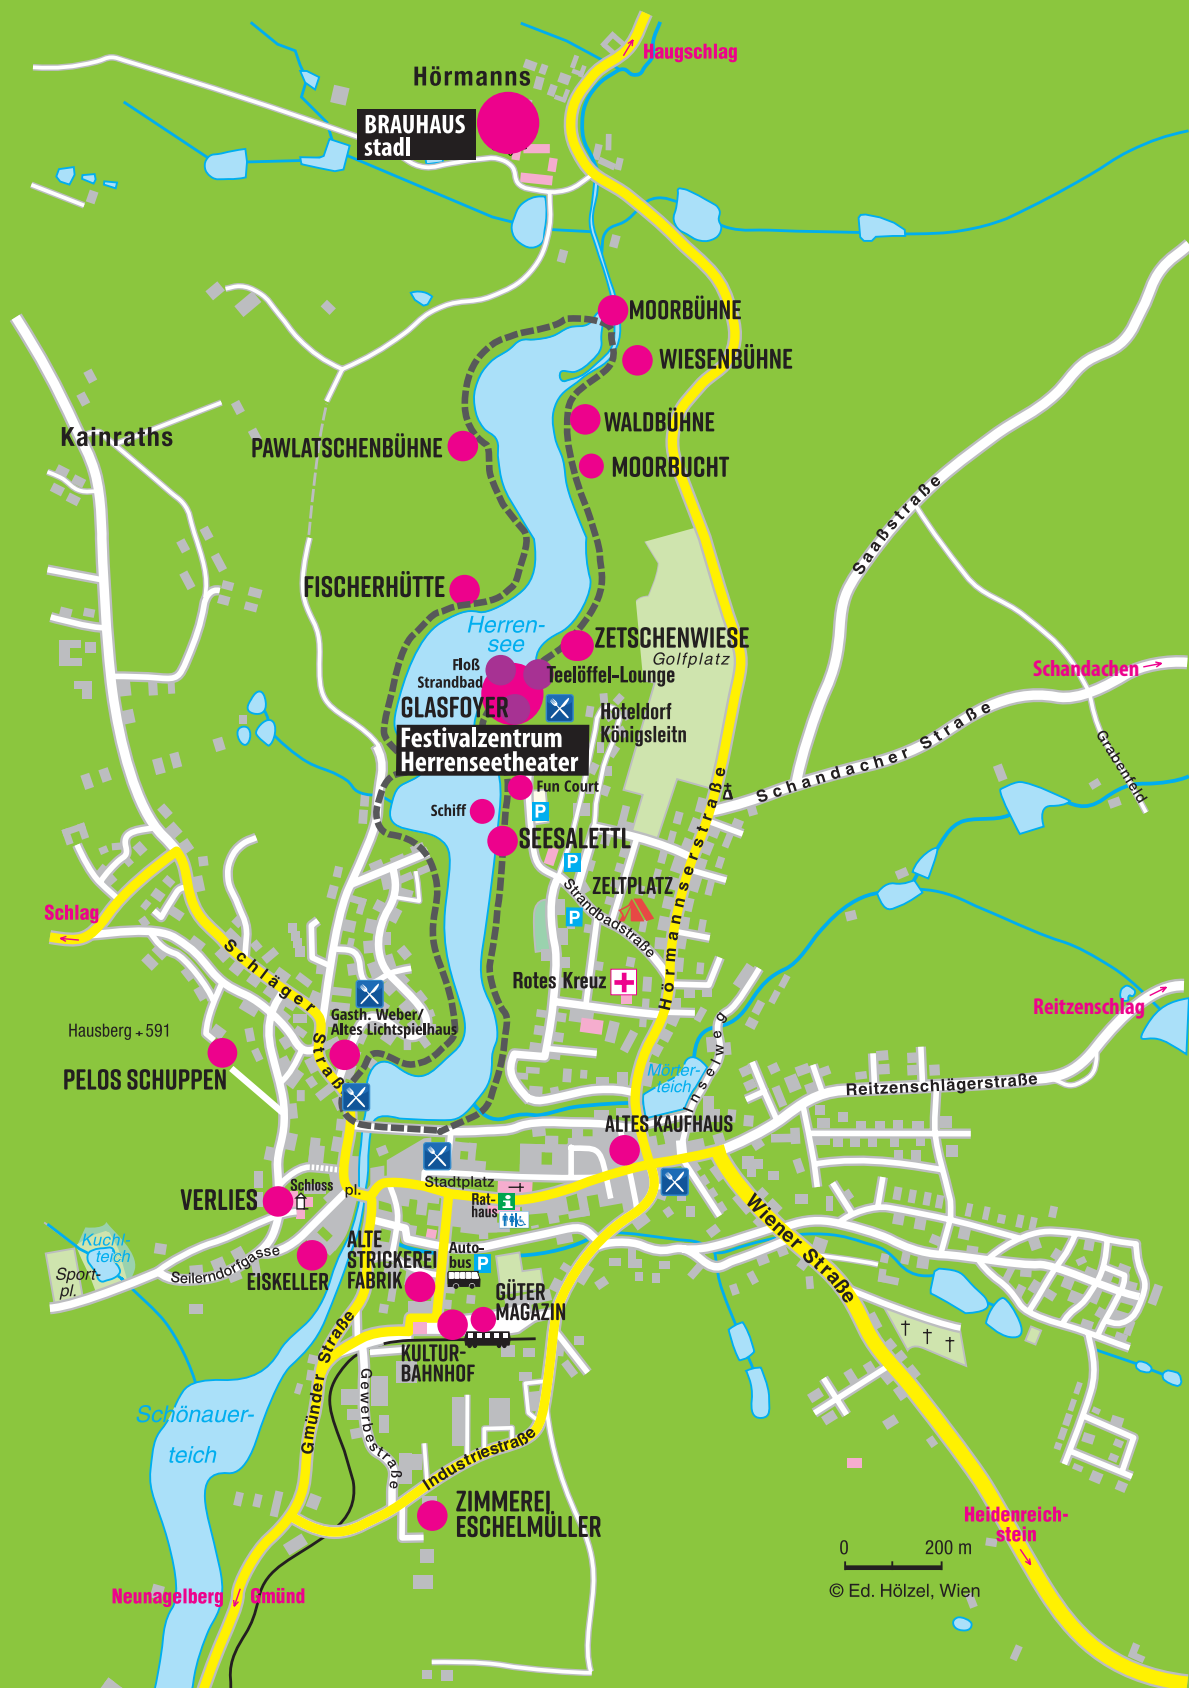 Haugschlag
Hörmanns
BRAUHAUS
stadl
MOORBÜHNE
WIESENBÜHNE
WALDBÜHNE
Kainraths
PAWLATSCHENBÜHNE
MOORBUCHT
Saaßstraße
FISCHERHÜTTE
Herren-
see
ZETSCHENWIESE
Golfplatz
Floß
Strandbad
Teelöffel-Lounge
Schandachen
GLASFOYER
Hoteldorf
Königsleitn
Festivalzentrum
Herrenseetheater
Schandacher Straße
Grabenfeld
Fun Court
Schiff
P
SEESALETTL
P
ZELTPLATZ
Strandbadstraße
P
Hörmannserstraße
Schlag
Schläger Straße
Rotes Kreuz
Gasth. Weber/
Altes Lichtspielhaus
Reitzenschlag
Hausberg + 591
PELOS SCHUPPEN
Mörter-
teich
Inselweg
Reitzenschlägerstraße
ALTES KAUFHAUS
Stadtplatz
Schloss
pl.
VERLIES
Rat-
haus
i
Wiener Straße
Kuchl-
teich
Sport-
pl.
Seilerndorfgasse
EISKELLER
ALTE
STRICKEREI
FABRIK
Auto-
bus
P
GÜTER
MAGAZIN
KULTUR-
BAHNHOF
Gmünder Straße
Gewerbestraße
Schönauer-
teich
Industriestraße
ZIMMEREI
ESCHELMÜLLER
Heidenreich-
stein
0 200 m
© Ed. Hölzel, Wien
Neunagelberg
Gmünd